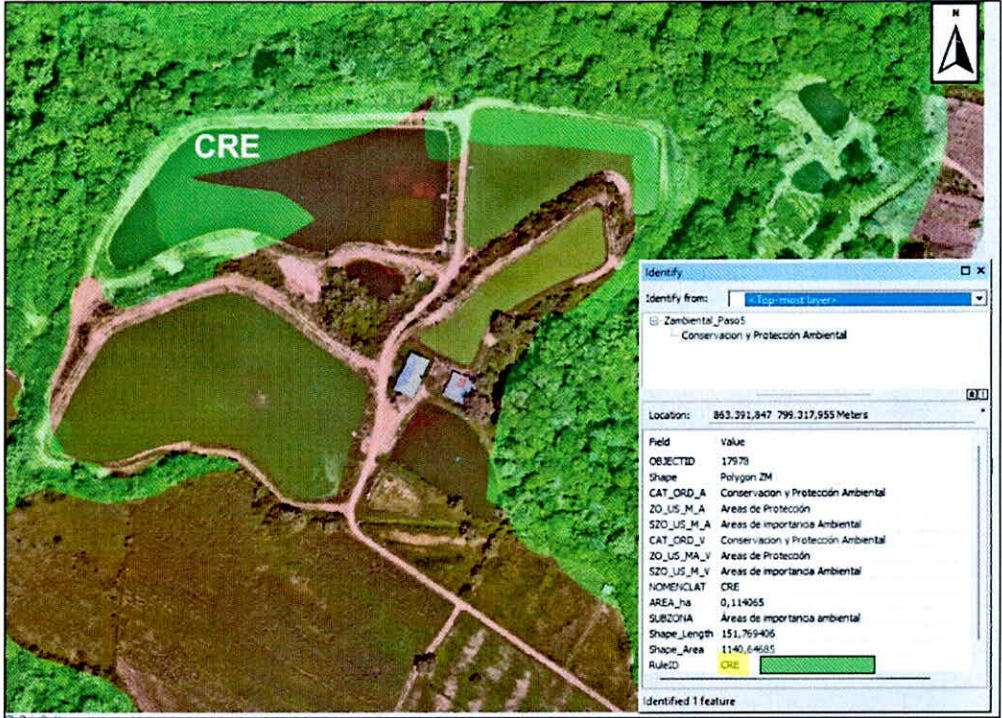 N
CRE
Identify
Identify from: <Top-most layer>
Zambiental_Paso5
Conservacion y Protección Ambiental
Location: 863.391,847 799.317,955 Meters
Field Value
OBJECTID 17978
Shape Polygon ZM
CAT_ORD_A Conservacion y Protección Ambiental
ZO_US_M_A Areas de Protección
SZO_US_M_A Areas de importancia Ambiental
CAT_ORD_V Conservacion y Protección Ambiental
ZO_US_MA_V Areas de Protección
SZO_US_M_V Areas de importancia Ambiental
NOMENCLAT CRE
AREA_ha 0,114065
SUBZONA Áreas de importancia ambiental
Shape_Length 151,769406
Shape_Area 1140,64685
RuleID CRE
Identified 1 feature